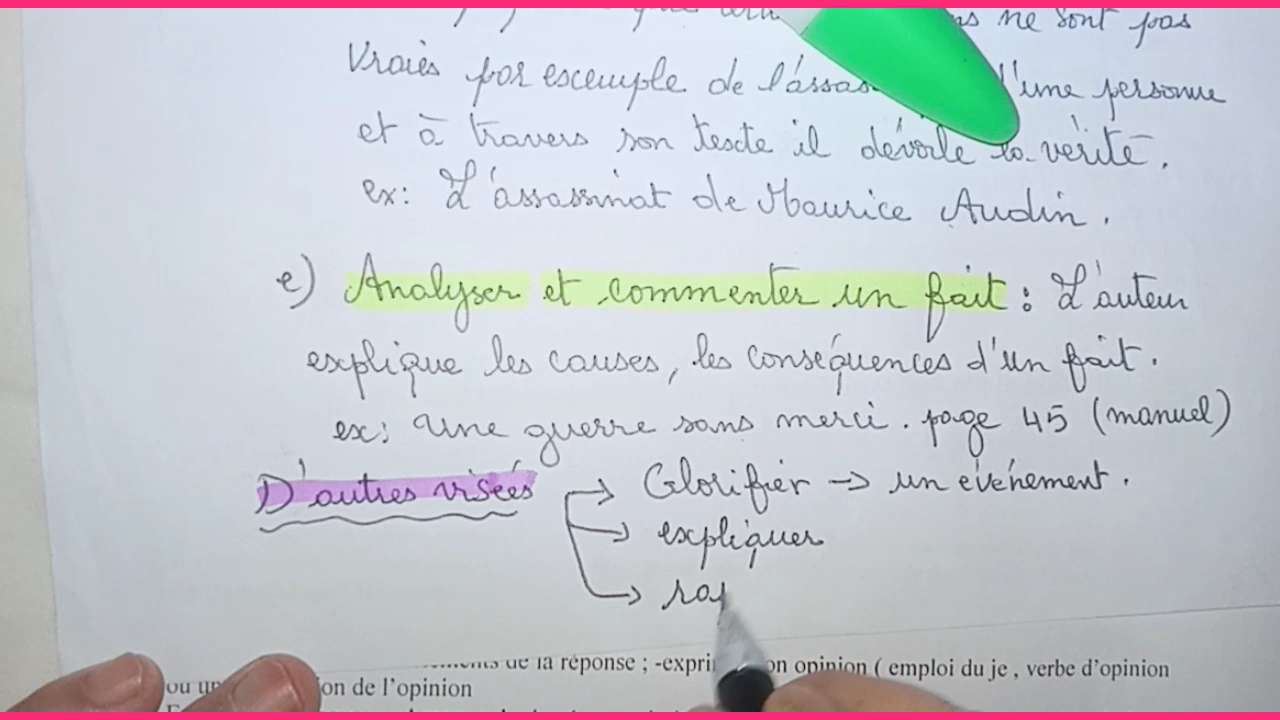 ne sont pas
Vraies par exemple de l'assas d'une personne
et à travers son texte il dévoile la vérité.
ex: L'assassinat de Maurice Audin.
e) Analyser et commenter un fait : L'auteur
explique les causes, les conséquences d'un fait.
ex: Une guerre sans merci. page 45 (manuel)
D'autres visées → Glorifier → un événement.
→ expliquer
→ rap
de la réponse ; -expri on opinion ( emploi du je , verbe d'opinion
ou un on de l'opinion